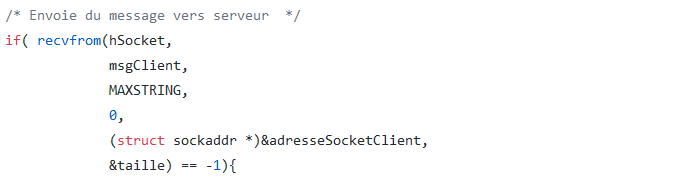 /* Envoie du message vers serveur  */
if( recvfrom(hSocket,
             msgClient,
             MAXSTRING,
             0,
             (struct sockaddr *)&adresseSocketClient,
             &taille) == -1){